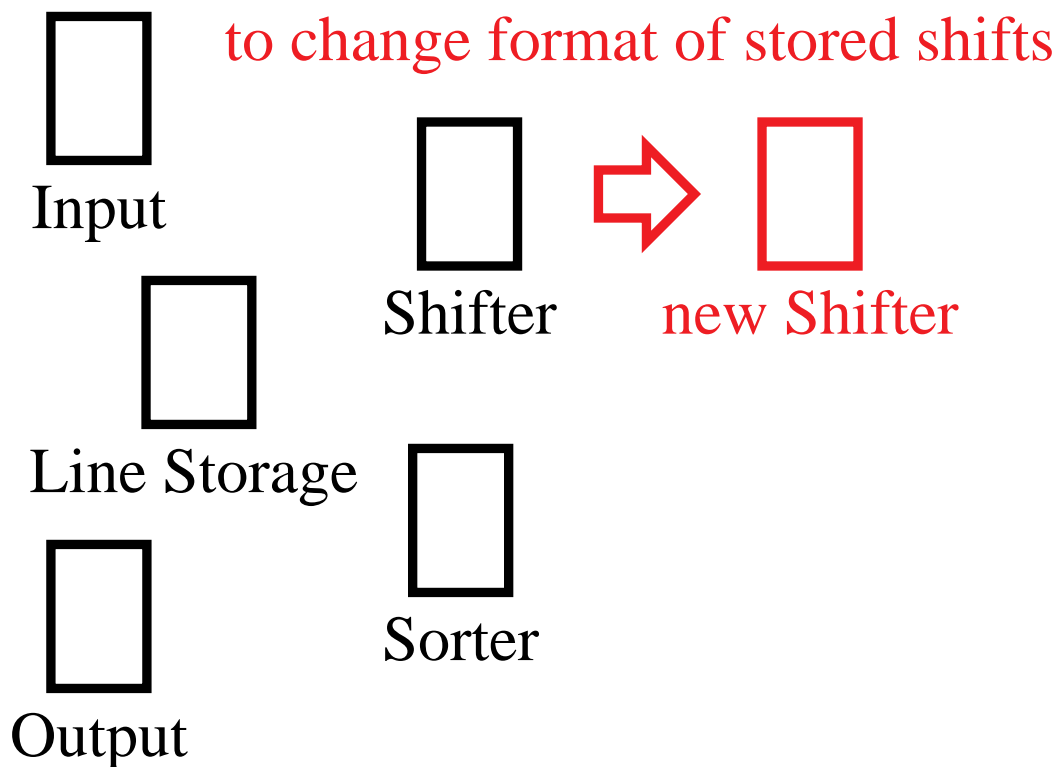 to change format of stored shifts
Input
Shifter
new Shifter
Line Storage
Sorter
Output